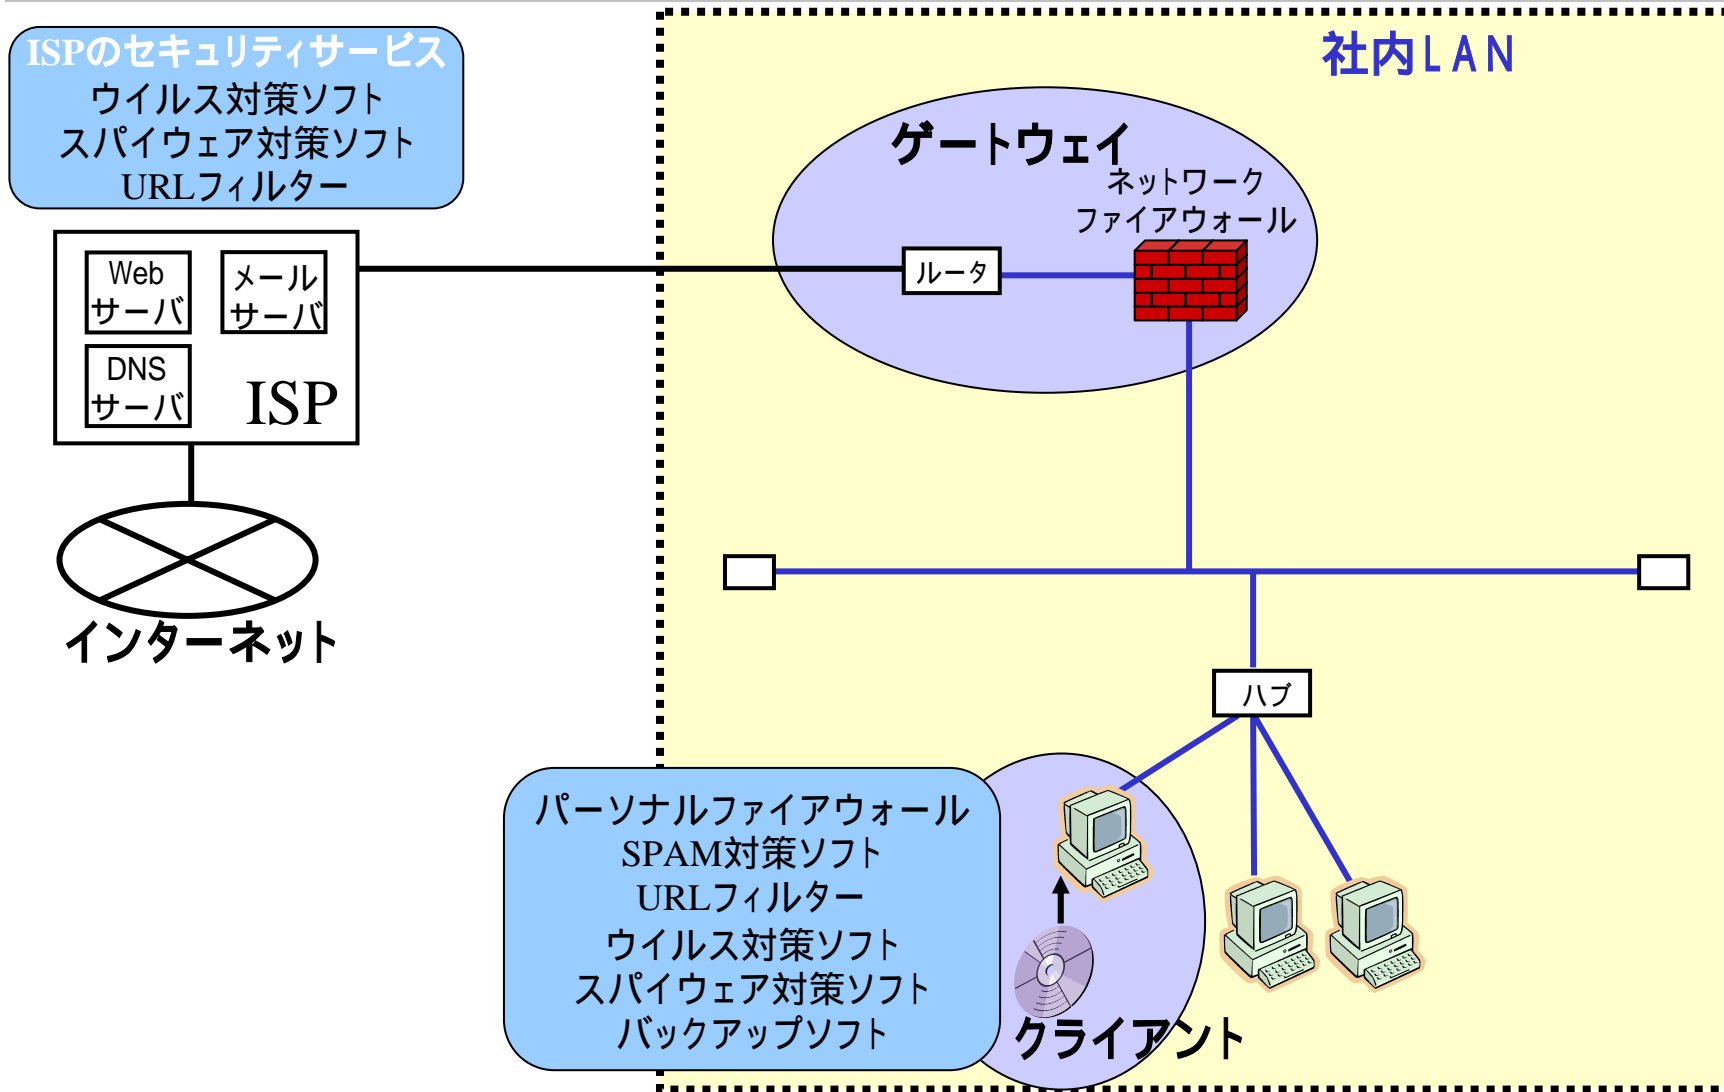 ISPのセキュリティサービス
ウイルス対策ソフト
スパイウェア対策ソフト
URLフィルター
社内LAN
ゲートウェイ
ネットワーク
ファイアウォール
ルータ
Web
サーバ
メール
サーバ
DNS
サーバ
ISP
インターネット
ハブ
パーソナルファイアウォール
SPAM対策ソフト
URLフィルター
ウイルス対策ソフト
スパイウェア対策ソフト
バックアップソフト
クライアント